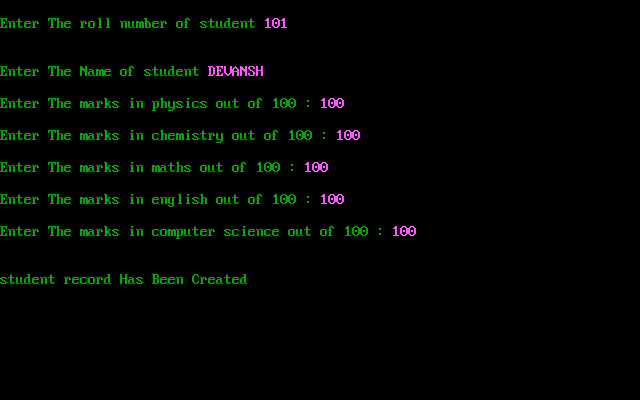 Enter The roll number of student 101
Enter The Name of student DEVANSH
Enter The marks in physics out of 100 : 100
Enter The marks in chemistry out of 100 : 100
Enter The marks in maths out of 100 : 100
Enter The marks in english out of 100 : 100
Enter The marks in computer science out of 100 : 100
student record Has Been Created